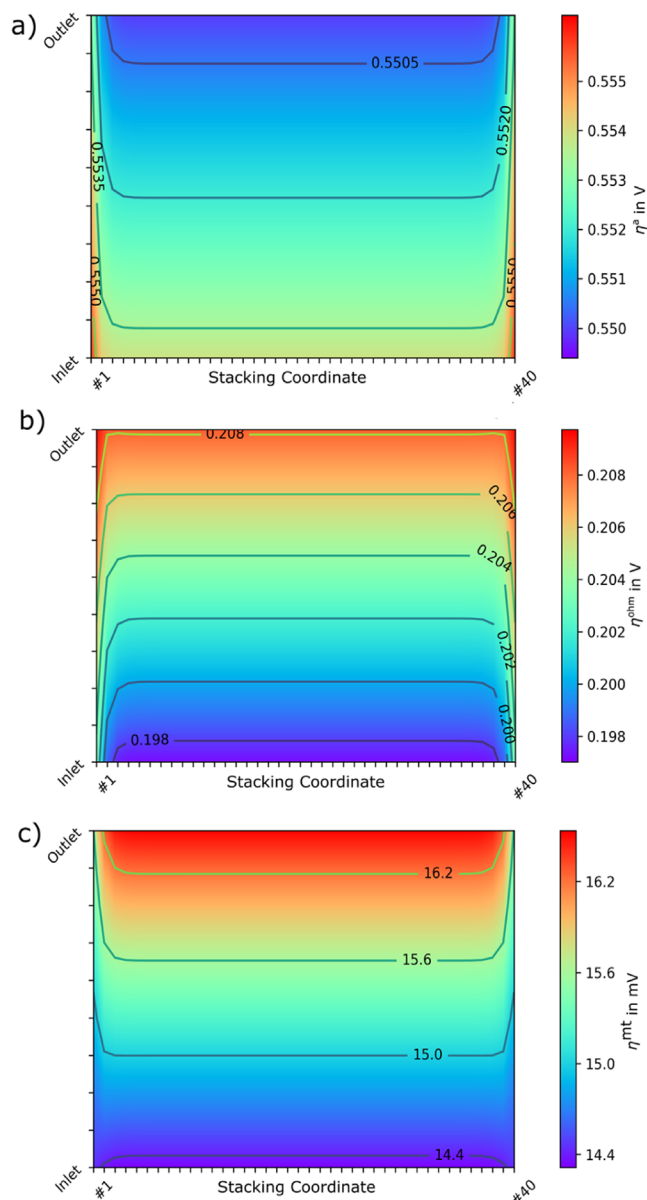 a)
Outlet
0.5505
0.5520
0.5535
0.5550
0.5550
Inlet
#1
Stacking Coordinate
#40
0.555
0.554
0.553
0.552
0.551
0.550
ηᵃ in V
b)
Outlet
0.208
0.206
0.204
0.202
0.200
0.198
Inlet
#1
Stacking Coordinate
#40
0.208
0.206
0.204
0.202
0.200
0.198
ηᵒʰᵐ in V
c)
Outlet
16.2
15.6
15.0
14.4
Inlet
#1
Stacking Coordinate
#40
16.2
15.6
15.0
14.4
ηᵐᵗ in mV